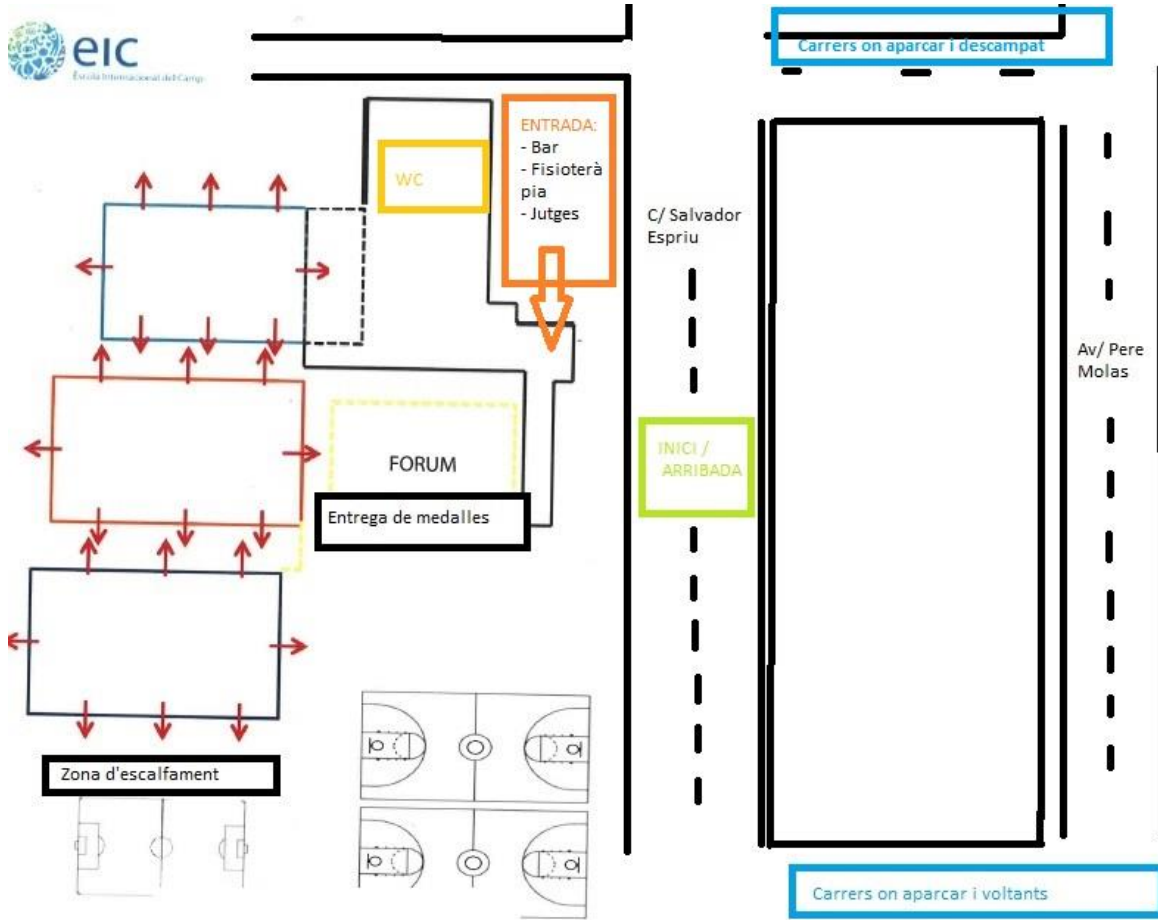 eic
Escola Internacional del Camp
Carrers on aparcar i descampat
ENTRADA:
- Bar
- Fisioterà
pia
- Jutges
WC
C/ Salvador
Espriu
Av/ Pere
Molas
INICI /
ARRIBADA
FORUM
Entrega de medalles
Zona d'escalfament
Carrers on aparcar i voltants